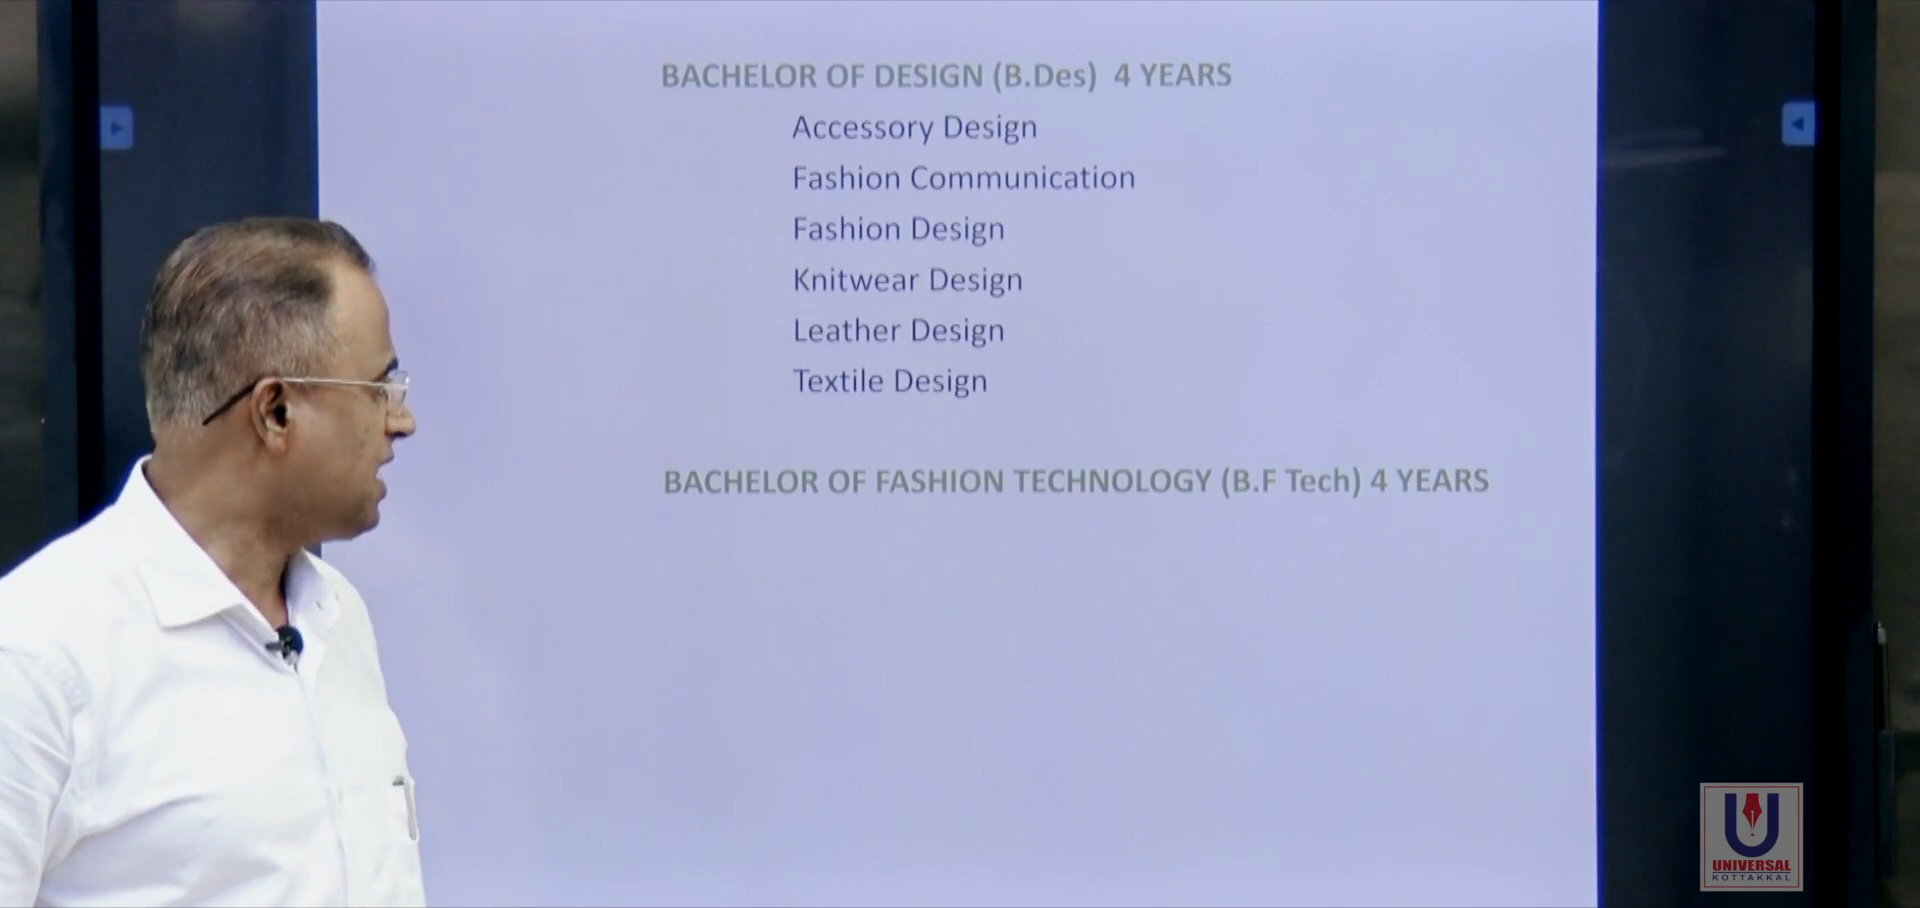 BACHELOR OF DESIGN (B.Des) 4 YEARS
Accessory Design
Fashion Communication
Fashion Design
Knitwear Design
Leather Design
Textile Design
BACHELOR OF FASHION TECHNOLOGY (B.F Tech) 4 YEARS
UNIVERSAL
KOTTAKKAL